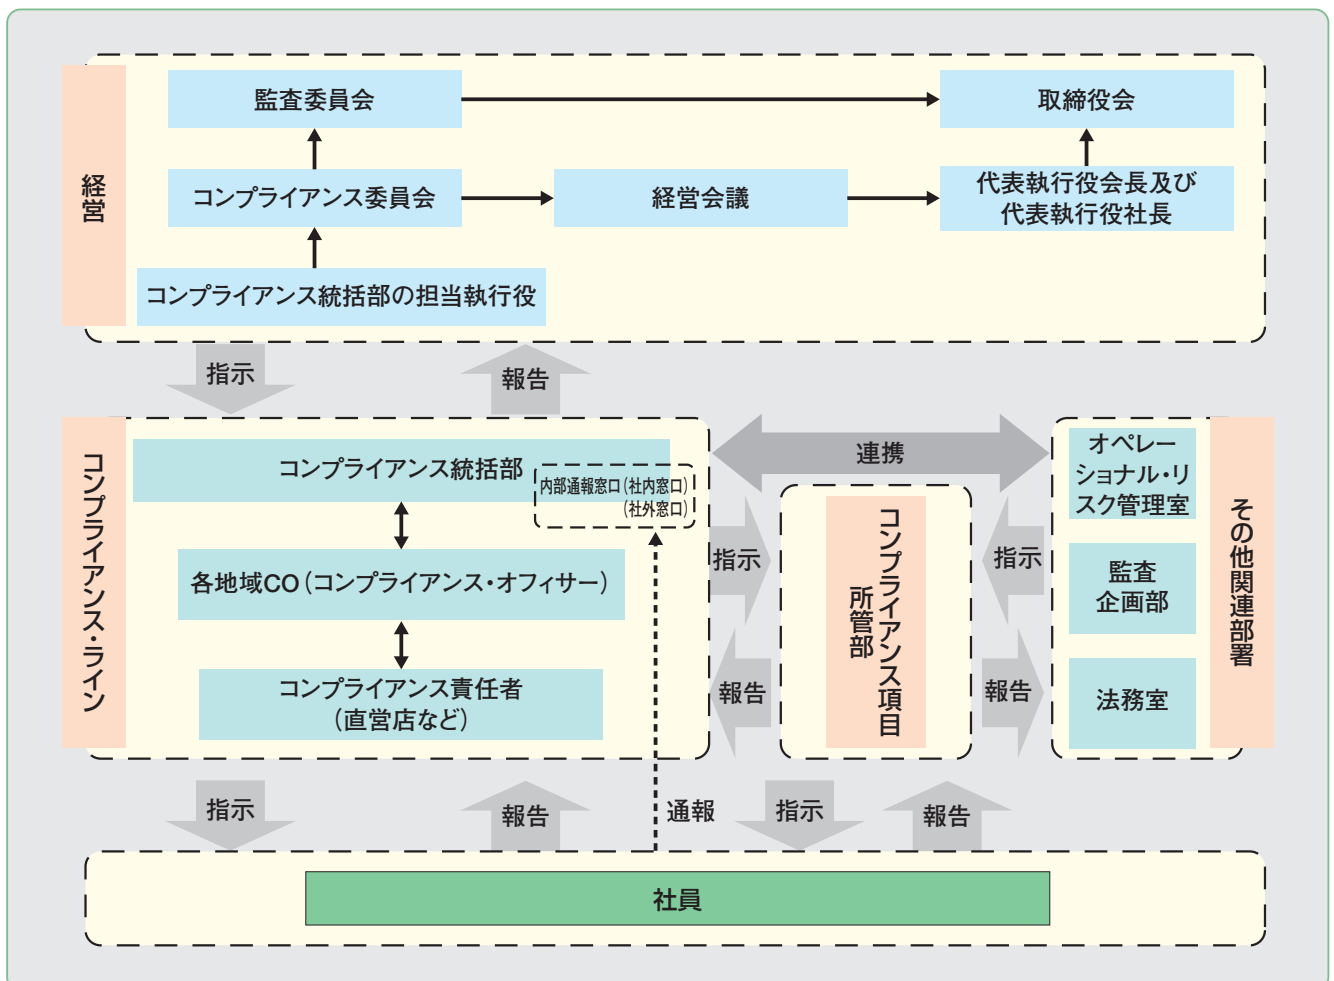 経営
監査委員会
取締役会
コンプライアンス委員会
経営会議
代表執行役会長及び
代表執行役社長
コンプライアンス統括部の担当執行役
指示
報告
コンプライアンス・ライン
コンプライアンス統括部
内部通報窓口（社内窓口）
（社外窓口）
各地域CO（コンプライアンス・オフィサー）
コンプライアンス責任者
（直営店など）
連携
指示
報告
コンプライアンス項目
所管部
指示
報告
オペレー
ショナル・リ
スク管理室
監査
企画部
法務室
その他関連部署
指示
報告
通報
指示
報告
社員